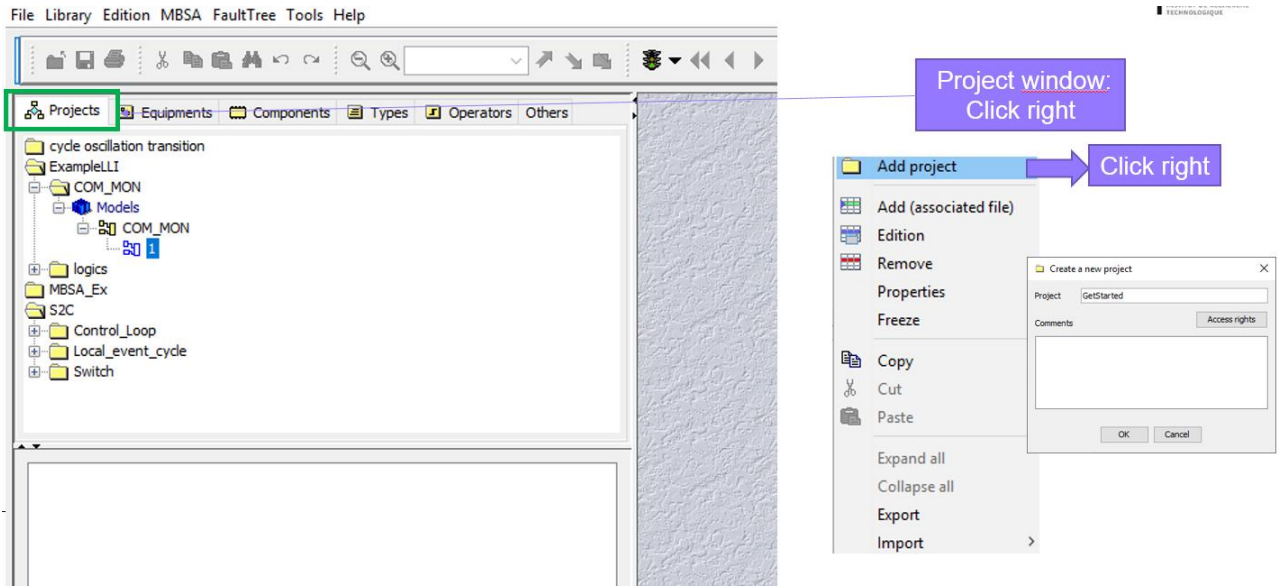 TECHNOLOGIQUE
File Library Edition MBSA FaultTree Tools Help
Projects Equipments Components Types Operators Others
cycle oscillation transition
ExampleLLI
COM_MON
Models
COM_MON
1
logics
MBSA_Ex
S2C
Control_Loop
Local_event_cycle
Switch
Project window:
Click right
Add project
Click right
Add (associated file)
Edition
Remove
Properties
Freeze
Copy
Cut
Paste
Expand all
Collapse all
Export
Import
Create a new project
Project GetStarted
Comments Access rights
OK Cancel